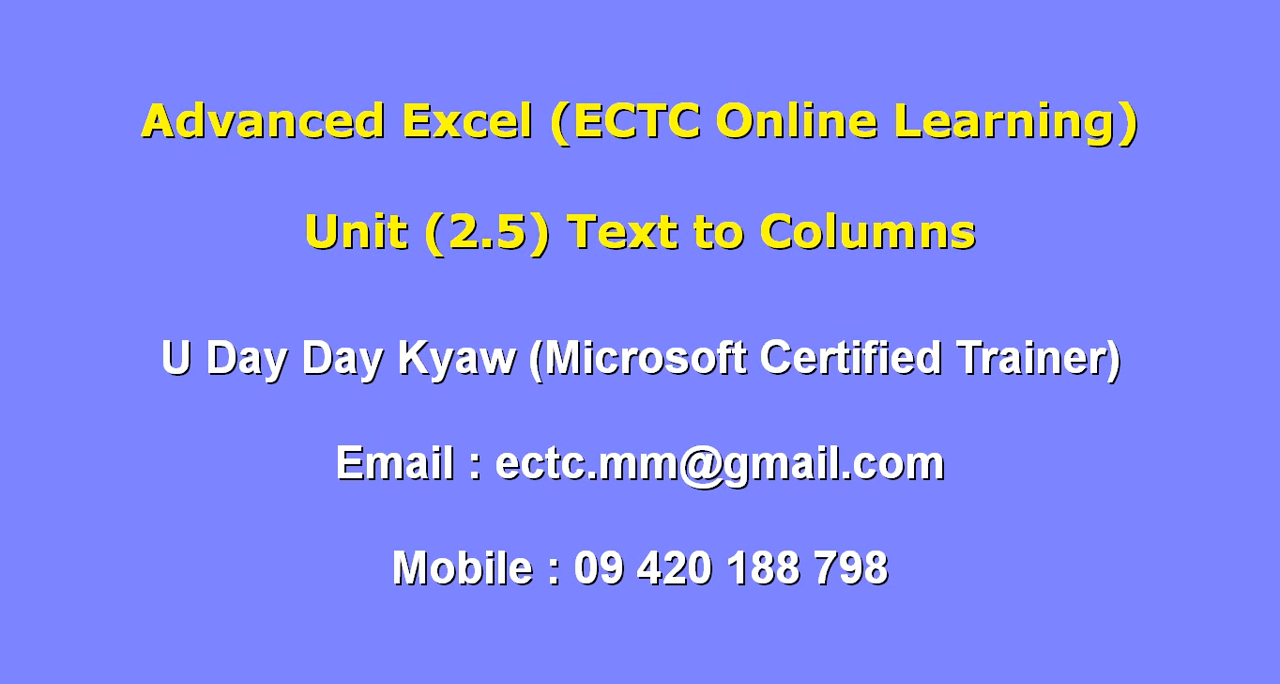 Advanced Excel (ECTC Online Learning)
Unit (2.5) Text to Columns
U Day Day Kyaw (Microsoft Certified Trainer)
Email : ectc.mm@gmail.com
Mobile : 09 420 188 798